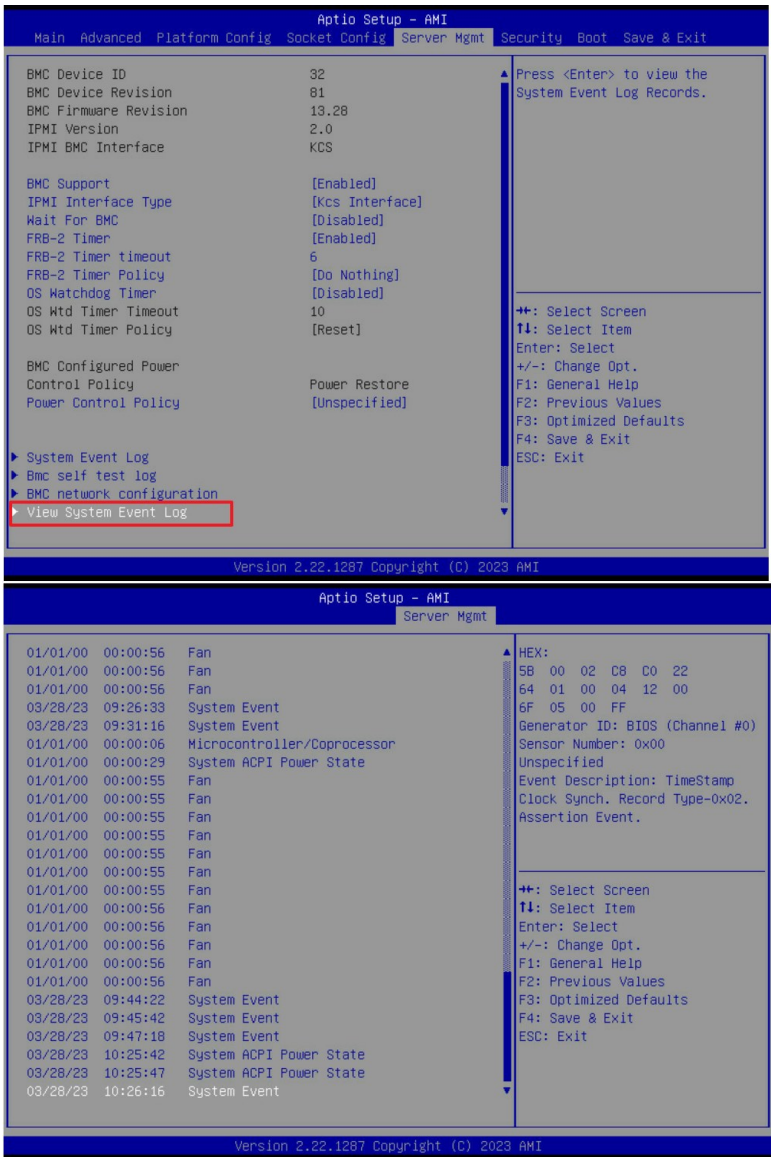 Aptio Setup - AMI
Main Advanced Platform Config Socket Config Server Mgmt Security Boot Save & Exit
BMC Device ID 32
BMC Device Revision 81
BMC Firmware Revision 13.28
IPMI Version 2.0
IPMI BMC Interface KCS
BMC Support [Enabled]
IPMI Interface Type [Kcs Interface]
Wait For BMC [Disabled]
FRB-2 Timer [Enabled]
FRB-2 Timer timeout 6
FRB-2 Timer Policy [Do Nothing]
OS Watchdog Timer [Disabled]
OS Wtd Timer Timeout 10
OS Wtd Timer Policy [Reset]
BMC Configured Power
Control Policy Power Restore
Power Control Policy [Unspecified]
System Event Log
Bmc self test log
BMC network configuration
View System Event Log
Press <Enter> to view the
System Event Log Records.
→←: Select Screen
↑↓: Select Item
Enter: Select
+/-: Change Opt.
F1: General Help
F2: Previous Values
F3: Optimized Defaults
F4: Save & Exit
ESC: Exit
Version 2.22.1287 Copyright (C) 2023 AMI
Aptio Setup - AMI
Server Mgmt
01/01/00 00:00:56 Fan
01/01/00 00:00:56 Fan
01/01/00 00:00:56 Fan
03/28/23 09:26:33 System Event
03/28/23 09:31:16 System Event
01/01/00 00:00:06 Microcontroller/Coprocessor
01/01/00 00:00:29 System ACPI Power State
01/01/00 00:00:55 Fan
01/01/00 00:00:55 Fan
01/01/00 00:00:55 Fan
01/01/00 00:00:55 Fan
01/01/00 00:00:55 Fan
01/01/00 00:00:55 Fan
01/01/00 00:00:55 Fan
01/01/00 00:00:56 Fan
01/01/00 00:00:56 Fan
01/01/00 00:00:56 Fan
01/01/00 00:00:56 Fan
01/01/00 00:00:56 Fan
03/28/23 09:44:22 System Event
03/28/23 09:45:42 System Event
03/28/23 09:47:18 System Event
03/28/23 10:25:42 System ACPI Power State
03/28/23 10:25:47 System ACPI Power State
03/28/23 10:26:16 System Event
HEX:
5B 00 02 C8 C0 22
64 01 00 04 12 00
6F 05 00 FF
Generator ID: BIOS (Channel #0)
Sensor Number: 0x00
Unspecified
Event Description: TimeStamp
Clock Synch. Record Type-0x02.
Assertion Event.
→←: Select Screen
↑↓: Select Item
Enter: Select
+/-: Change Opt.
F1: General Help
F2: Previous Values
F3: Optimized Defaults
F4: Save & Exit
ESC: Exit
Version 2.22.1287 Copyright (C) 2023 AMI